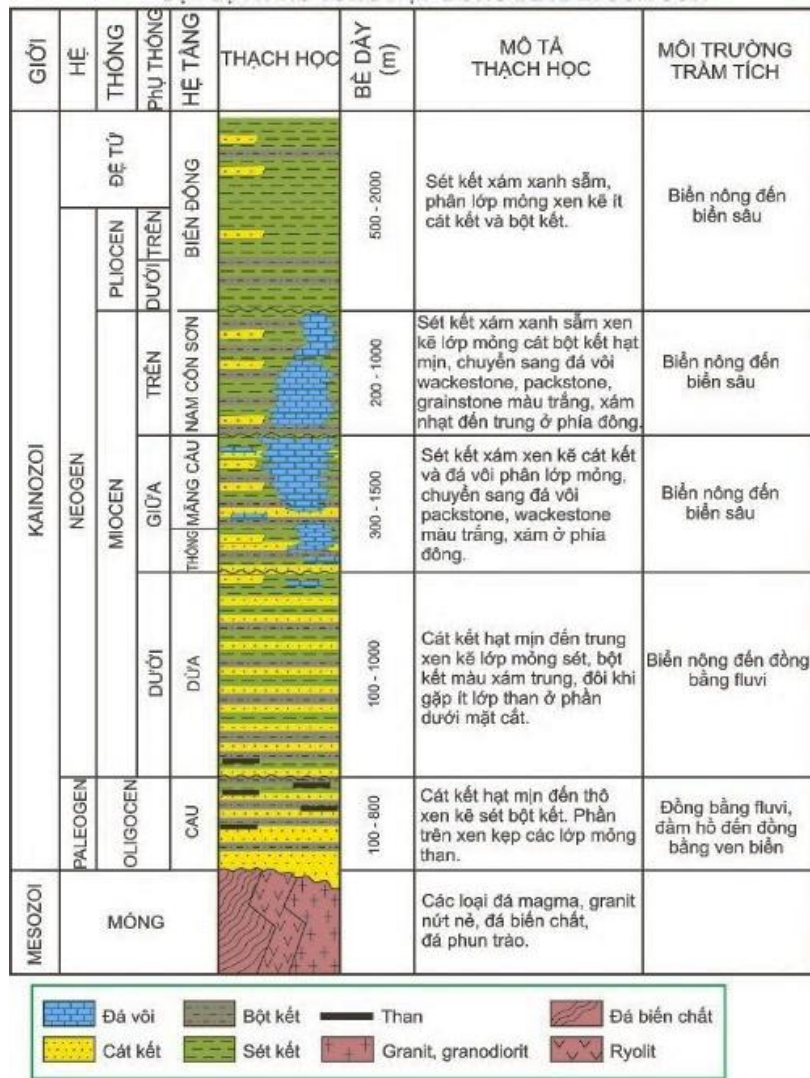 GIỚI
HỆ
THỐNG
PHỤ THỐNG
HỆ TẦNG
THẠCH HỌC
BỀ DÀY
(m)
MÔ TẢ
THẠCH HỌC
MÔI TRƯỜNG
TRẦM TÍCH
KAINOZOI
NEOGEN
ĐỆ TỨ
PLIOCEN
TRÊN
DƯỚI
BIỂN ĐÔNG
500 - 2000
Sét kết xám xanh sẫm,
phân lớp mỏng xen kẽ ít
cát kết và bột kết.
Biển nông đến
biển sâu
MIOCEN
TRÊN
NAM CÔN SƠN
200 - 1000
Sét kết xám xanh sẫm xen
kẽ lớp mỏng cát bột kết hạt
mịn, chuyển sang đá vôi
wackestone, packstone,
grainstone màu trắng, xám
nhạt đến trung ở phía đông.
Biển nông đến
biển sâu
GIỮA
THÔNG MÃNG CẦU
300 - 1500
Sét kết xám xen kẽ cát kết
và đá vôi phân lớp mỏng,
chuyển sang đá vôi
packstone, wackestone
màu trắng, xám ở phía
đông.
Biển nông đến
biển sâu
DƯỚI
DỪA
100 - 1000
Cát kết hạt mịn đến trung
xen kẽ lớp mỏng sét, bột
kết màu xám trung, đôi khi
gặp ít lớp than ở phần
dưới mặt cắt.
Biển nông đến đồng
bằng fluvi
PALEOGEN
OLIGOCEN
CAU
100 - 800
Cát kết hạt mịn đến thô
xen kẽ sét bột kết. Phần
trên xen kẹp các lớp mỏng
than.
Đồng bằng fluvi,
đầm hồ đến đồng
bằng ven biển
MESOZOI
MÓNG
Các loại đá magma, granit
nứt nẻ, đá biến chất,
đá phun trào.
Đá vôi
Bột kết
Than
Đá biến chất
Cát kết
Sét kết
Granit, granodiorit
Ryolit